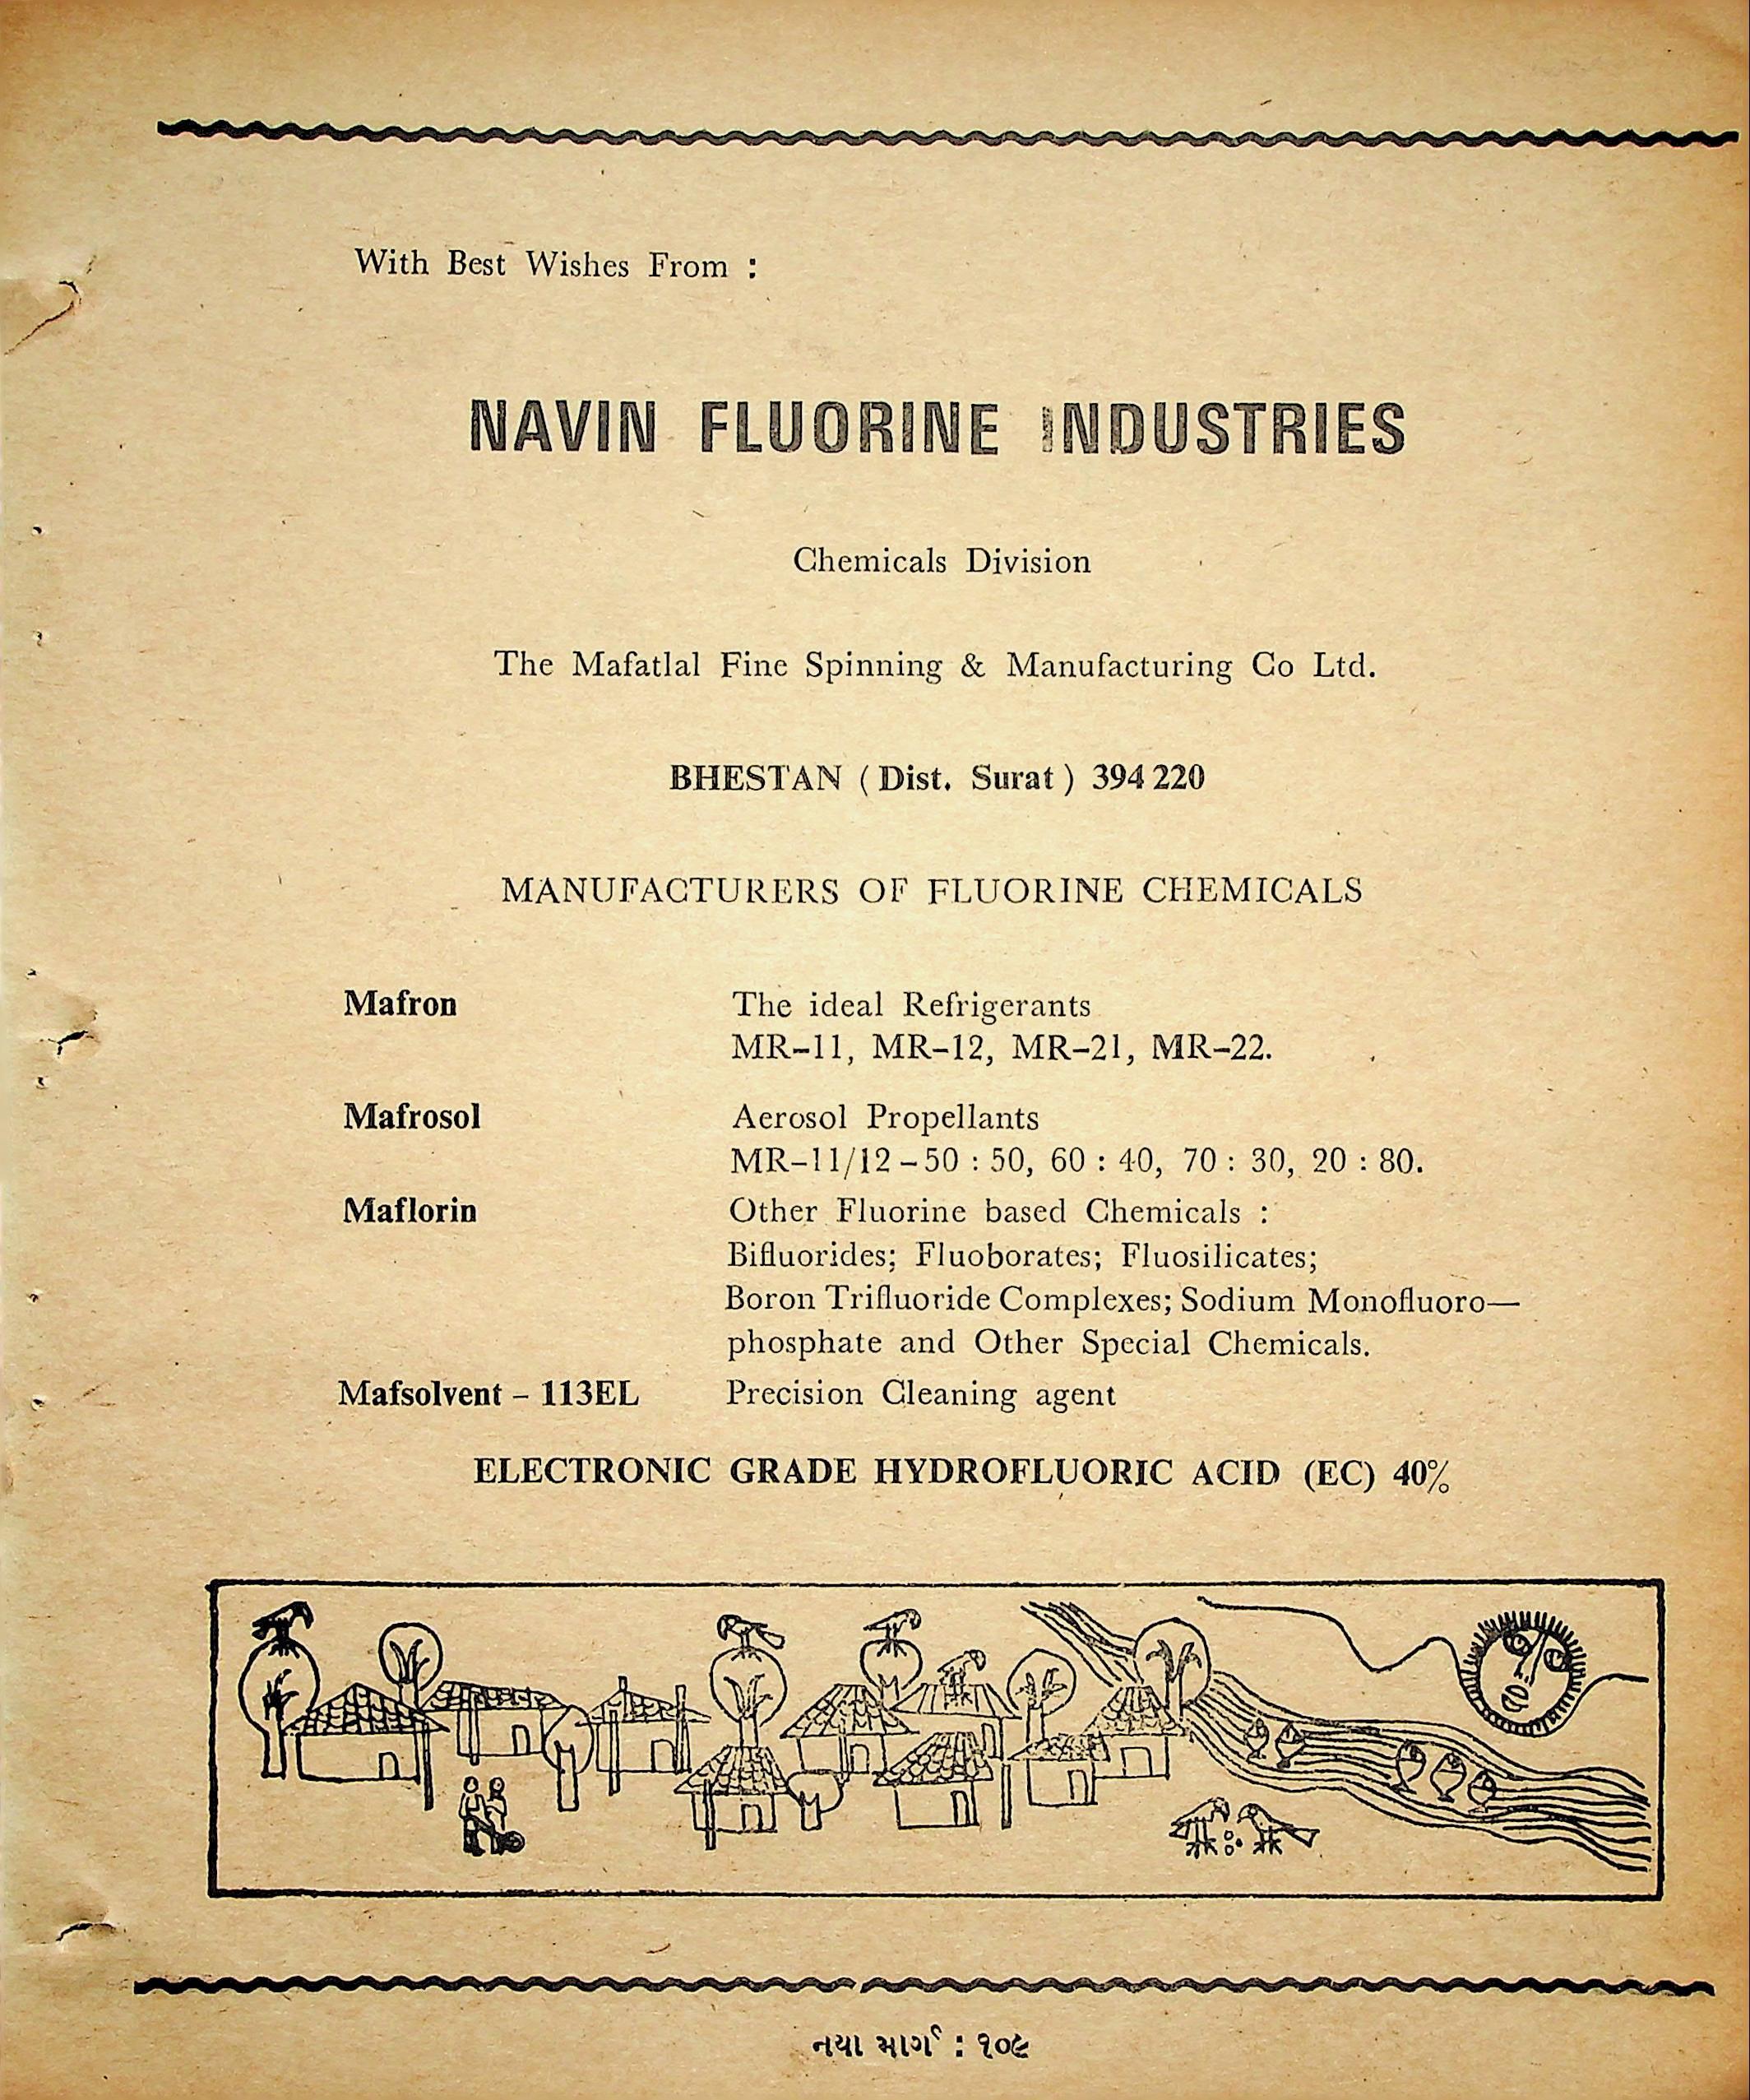 With Best Wishes From :
NAVIN FLUORINE INDUSTRIES
Chemicals Division
The Mafatlal Fine Spinning & Manufacturing Co Ltd.
BHESTAN ( Dist. Surat ) 394 220
MANUFACTURERS OF FLUORINE CHEMICALS
Mafron The ideal Refrigerants
MR-11, MR-12, MR-21, MR-22.
Mafrosol Aerosol Propellants
MR-11/12 - 50 : 50, 60 : 40, 70 : 30, 20 : 80.
Maflorin Other Fluorine based Chemicals :
Bifluorides; Fluoborates; Fluosilicates;
Boron Trifluoride Complexes; Sodium Monofluoro—
phosphate and Other Special Chemicals.
Mafsolvent - 113EL Precision Cleaning agent
ELECTRONIC GRADE HYDROFLUORIC ACID (EC) 40%
નયા માર્ગ : ૧૦૯